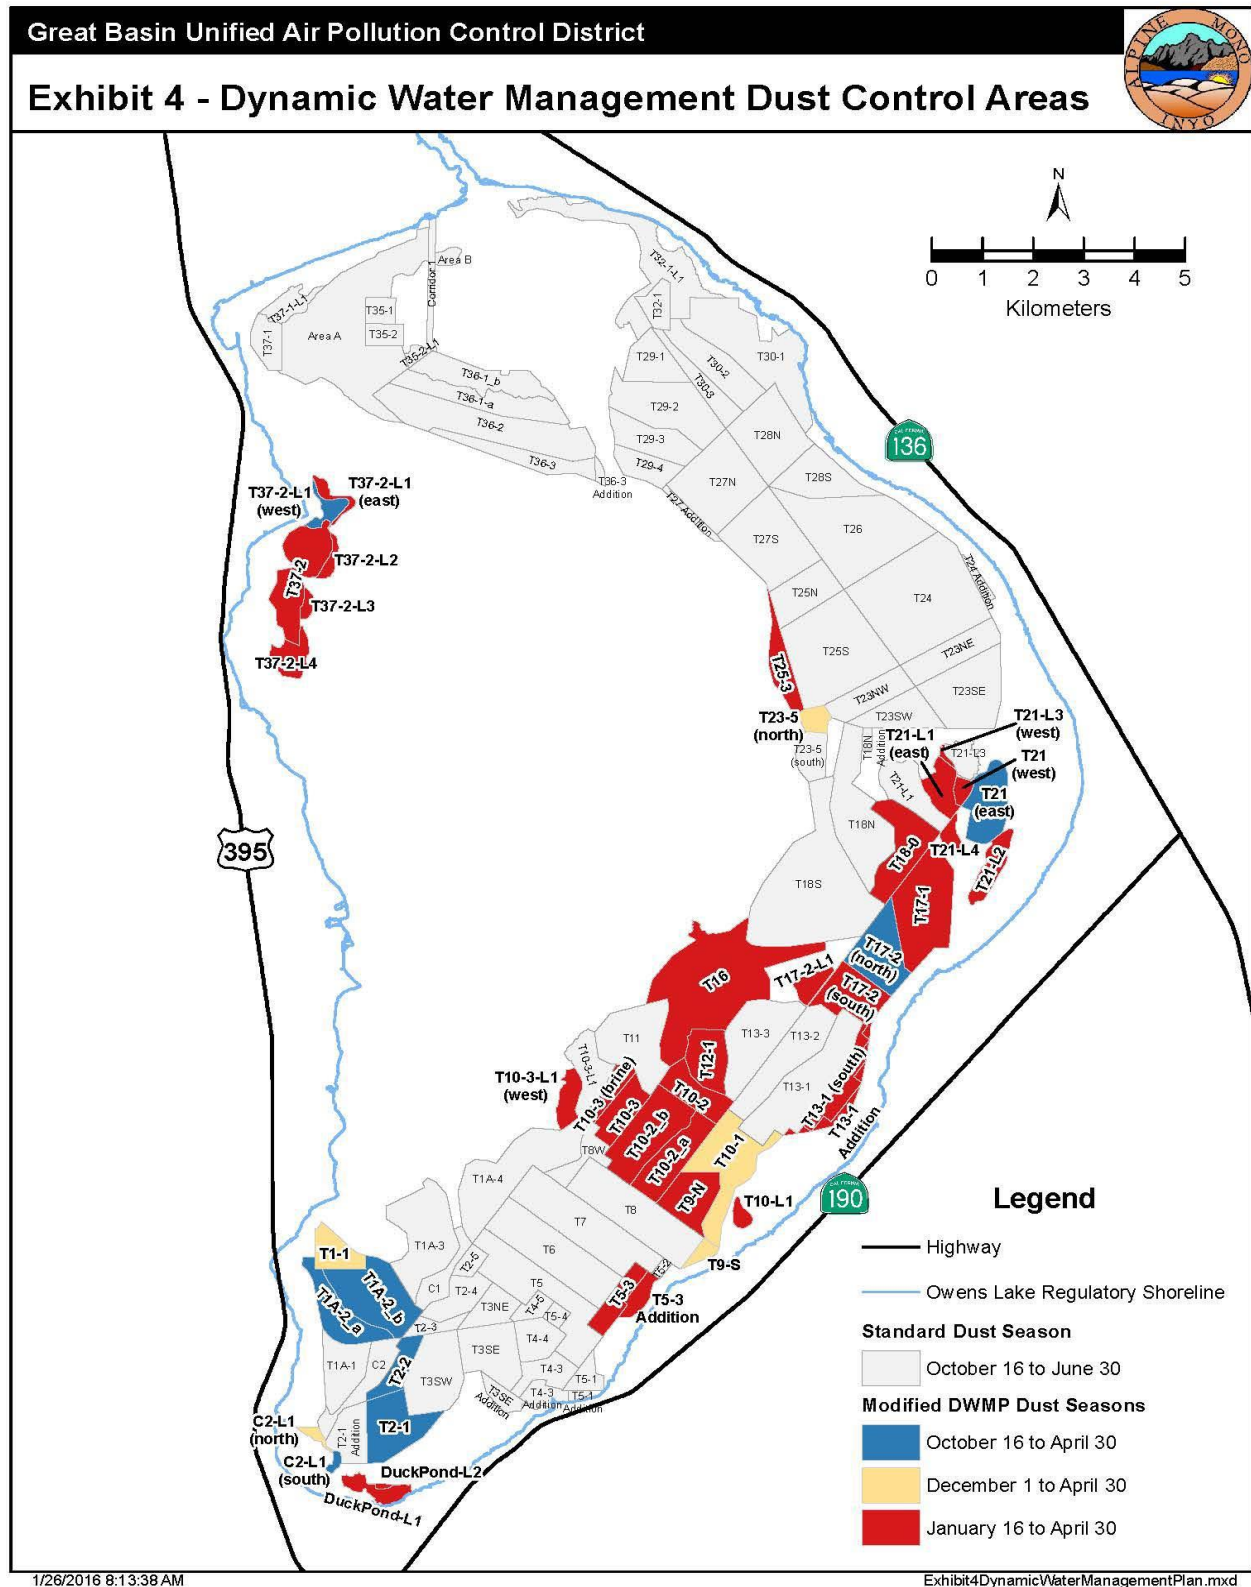 Great Basin Unified Air Pollution Control District
Exhibit 4 - Dynamic Water Management Dust Control Areas
ALPINE MONO
INYO
N
0 1 2 3 4 5
Kilometers
Area B
Corridor 1
T37-1-L1
T37-1
Area A
T35-1
T35-2
T35-2-L1
T36-1_b
T36-1-a
T36-2
T36-3
T36-3
Addition
T32-1-L1
T32-1
T29-1
T30-2
T30-1
T30-3
T29-2
T29-3
T29-4
T28N
T28S
T27N
T27 Addition
T27S
T26
CALIFORNIA
136
T24 Addition
T24
T25N
T25S
T23NE
T23NW
T23SE
T23SW
T37-2-L1
(west)
T37-2-L1
(east)
T37-2-L2
T37-2
T37-2-L3
T37-2-L4
T25-3
T23-5
(north)
T23-5
(south)
T18N
Addition
T21-L1
(east)
T21-L3
(west)
T21-L3
T21
(west)
T21
(east)
T21-L1
T18N
T18-0
T21-L4
T21-L2
T18S
T17-1
395
T17-2
(north)
T17-2-L1
T17-2
(south)
T16
T11
T13-3
T13-2
T12-1
T13-1
T13-1 (south)
T13-1
Addition
T10-3-L1
T10-3-L1
(west)
T10-3 (brine)
T10-3
T10-2
T10-2_b
T10-2_a
T10-1
T8W
T9-N
T10-L1
CALIFORNIA
190
T1A-4
T8
T7
T6
T5
T5-2
T9-S
T5-3
T5-3
Addition
T1-1
T1A-3
T1A-2_b
T1A-2_a
T2-5
C1
T2-4
T2-3
T3NE
T4-5
T5-4
T3SE
T4-4
T4-3
T5-1
T1A-1
C2
T2-2
T3SW
T3SE
Addition
T4-3
Addition
T5-1
Addition
C2-L1
(north)
T2-1
Addition
T2-1
C2-L1
(south)
DuckPond-L2
DuckPond-L1
Legend
Highway
Owens Lake Regulatory Shoreline
Standard Dust Season
October 16 to June 30
Modified DWMP Dust Seasons
October 16 to April 30
December 1 to April 30
January 16 to April 30
1/26/2016 8:13:38 AM
Exhibit4DynamicWaterManagementPlan.mxd